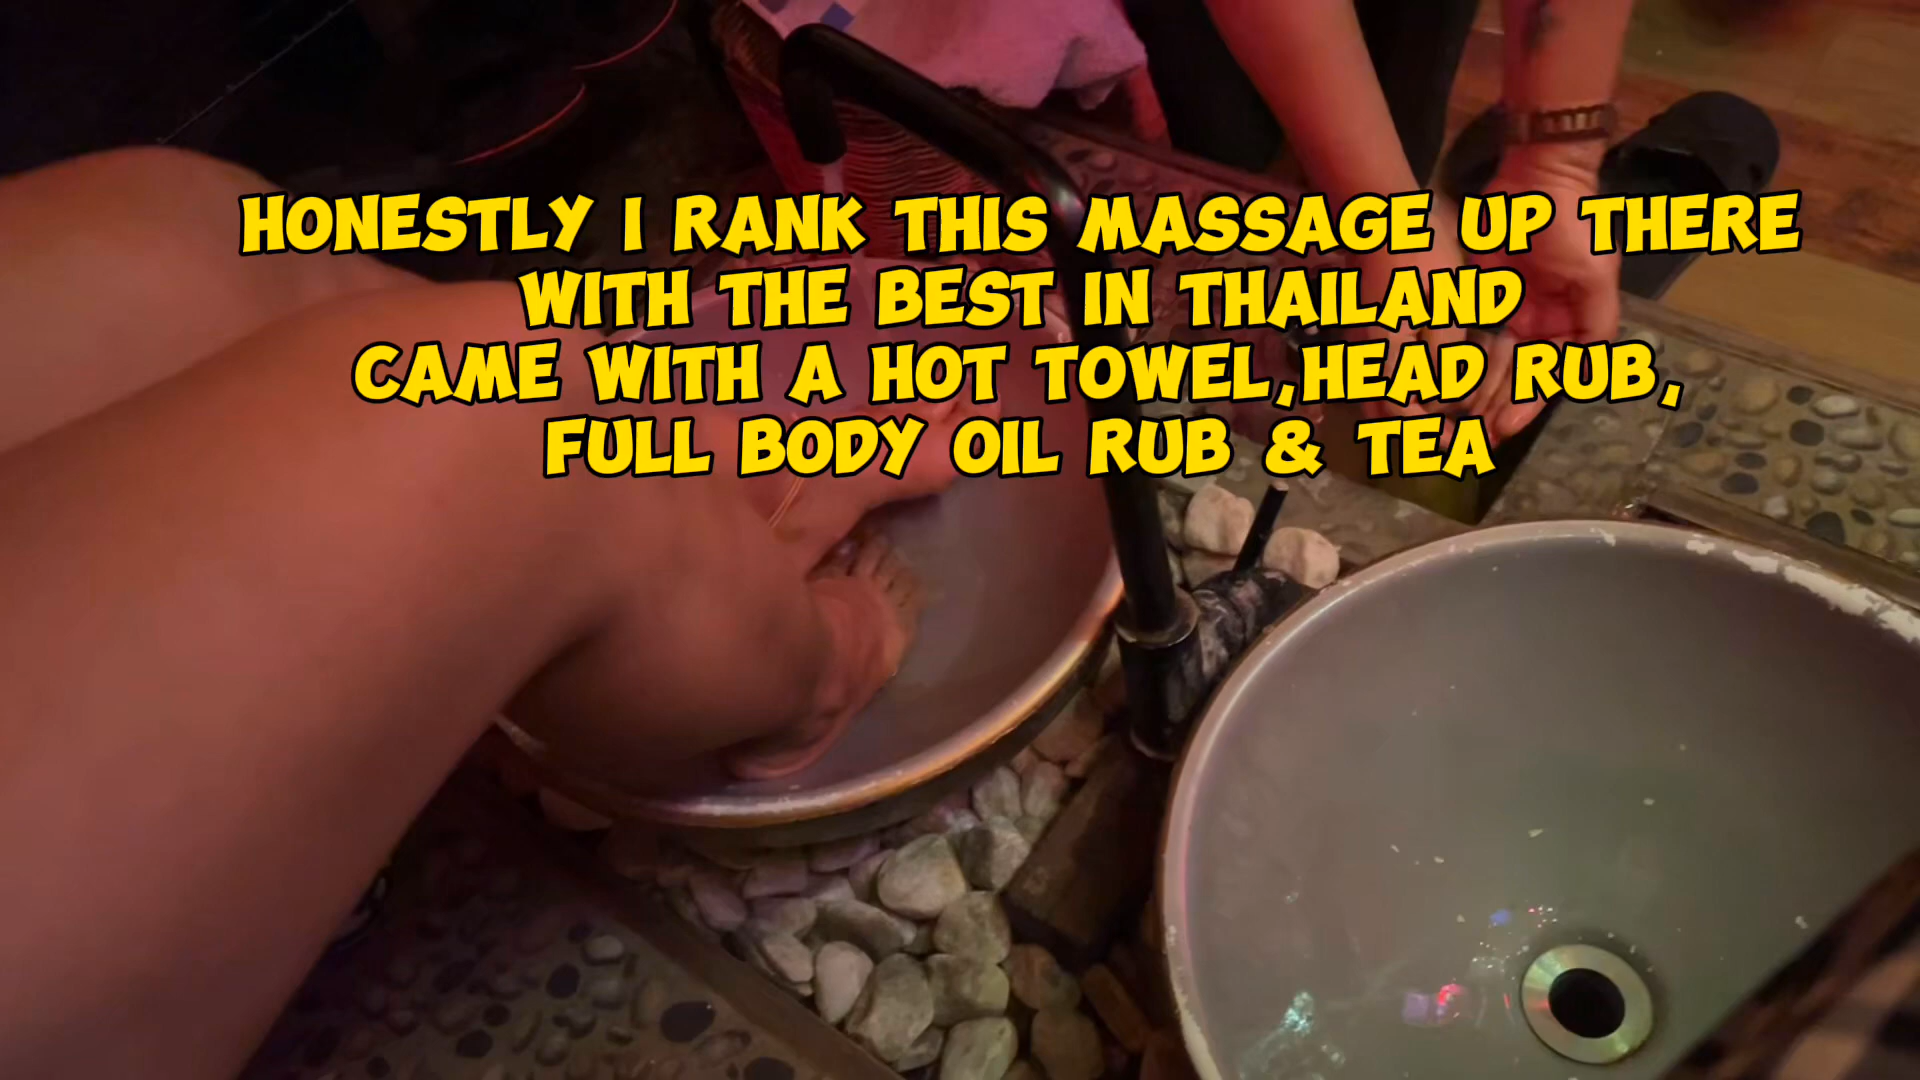 HONESTLY I RANK THIS MASSAGE UP THERE
WITH THE BEST IN THAILAND
CAME WITH A HOT TOWEL,HEAD RUB,
FULL BODY OIL RUB & TEA